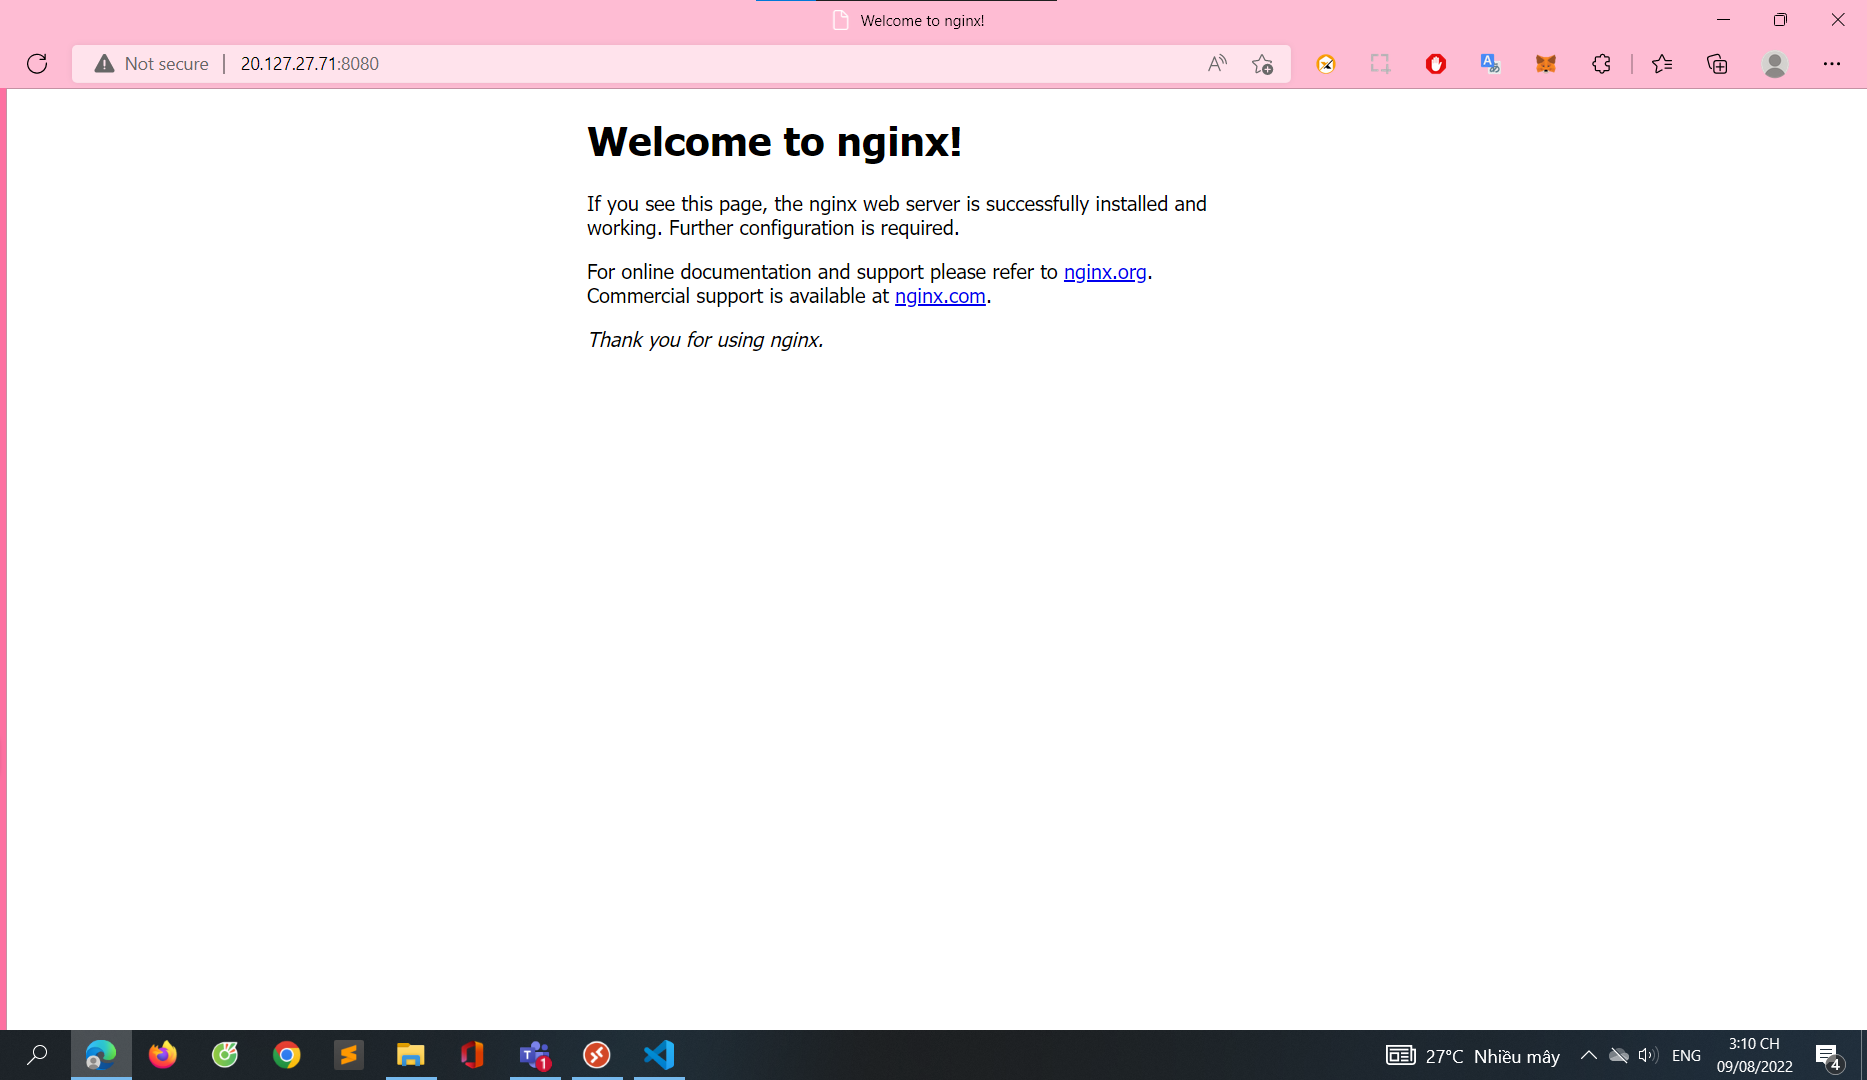 Welcome to nginx!
Not secure
20.127.27.71:8080
Welcome to nginx!
If you see this page, the nginx web server is successfully installed and
working. Further configuration is required.
For online documentation and support please refer to nginx.org.
Commercial support is available at nginx.com.
Thank you for using nginx.
1
27°C Nhiều mây
ENG
3:10 CH
09/08/2022
4